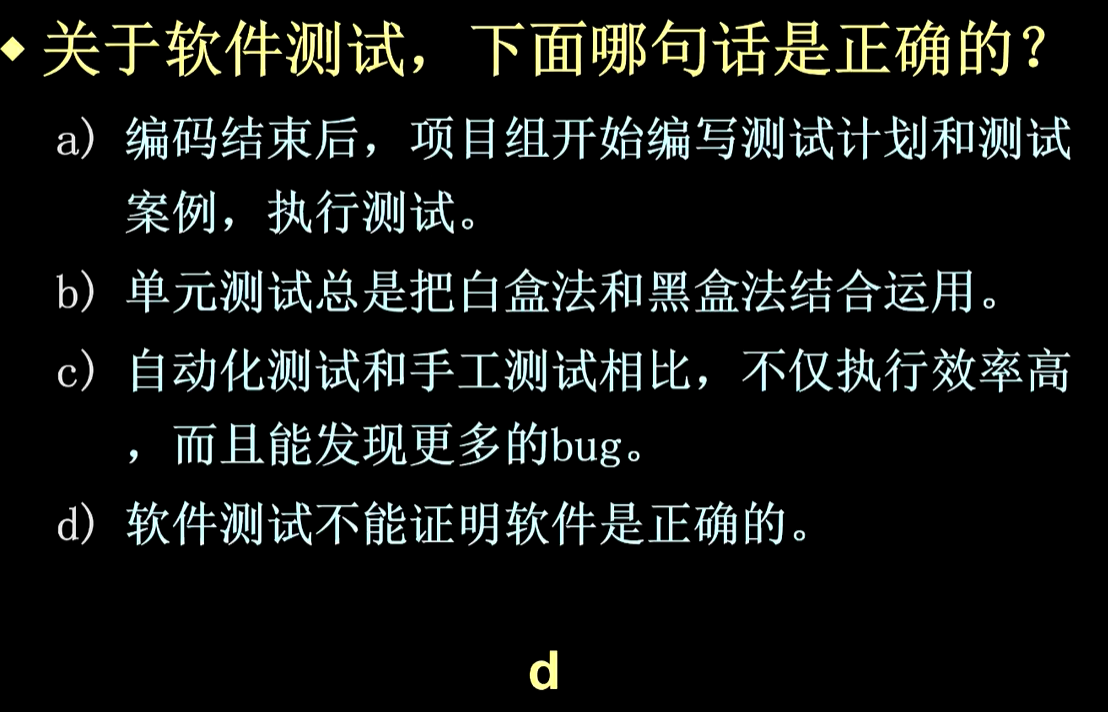 ◆ 关于软件测试，下面哪句话是正确的？
a) 编码结束后，项目组开始编写测试计划和测试
案例，执行测试。
b) 单元测试总是把白盒法和黑盒法结合运用。
c) 自动化测试和手工测试相比，不仅执行效率高
，而且能发现更多的bug。
d) 软件测试不能证明软件是正确的。
d